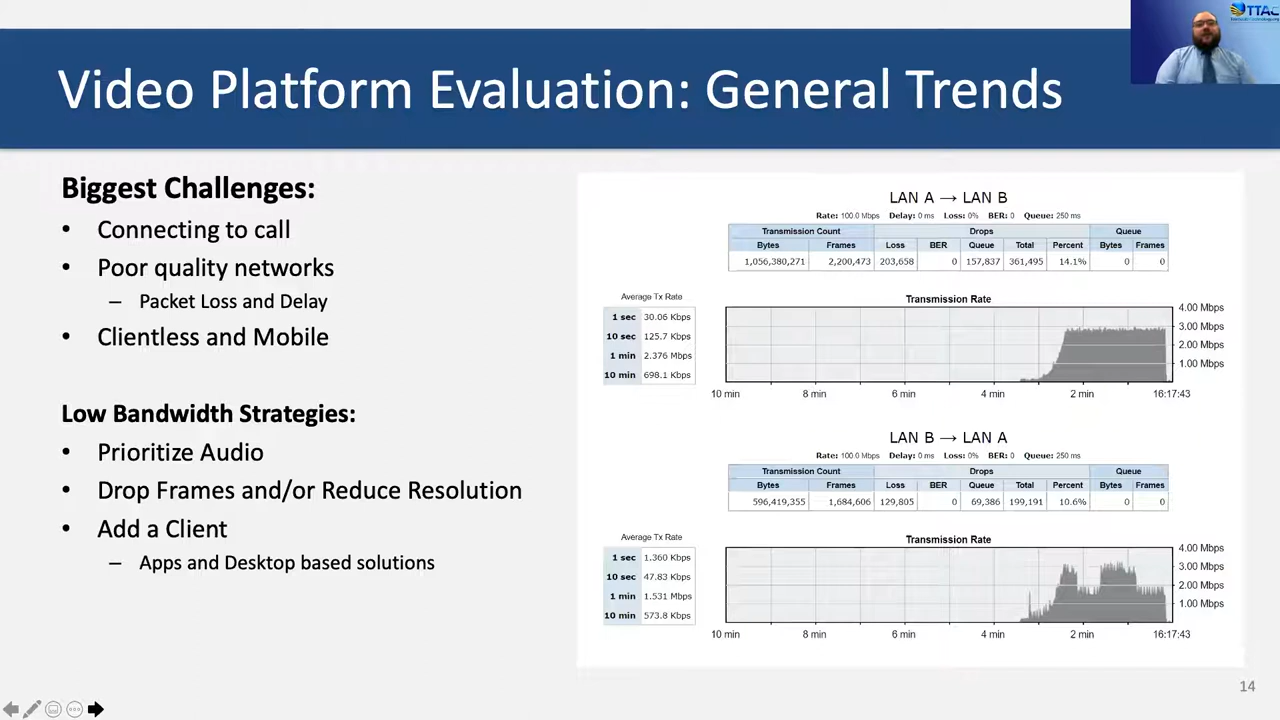 TTAC
Video Platform Evaluation: General Trends
Biggest Challenges:
• Connecting to call
• Poor quality networks
– Packet Loss and Delay
• Clientless and Mobile
Low Bandwidth Strategies:
• Prioritize Audio
• Drop Frames and/or Reduce Resolution
• Add a Client
– Apps and Desktop based solutions
LAN A → LAN B
Rate: 100.0 Mbps Delay: 0 ms Loss: 0% BER: 0 Queue: 250 ms
Transmission Count Drops Queue
Bytes Frames Loss BER Queue Total Percent Bytes Frames
1,056,380,271 2,200,473 203,658 0 157,837 361,495 14.1% 0 0
Average Tx Rate
1 sec 30.06 Kbps
10 sec 125.7 Kbps
1 min 2.376 Mbps
10 min 698.1 Kbps
Transmission Rate
4.00 Mbps
3.00 Mbps
2.00 Mbps
1.00 Mbps
10 min 8 min 6 min 4 min 2 min 16:17:43
LAN B → LAN A
Rate: 100.0 Mbps Delay: 0 ms Loss: 0% BER: 0 Queue: 250 ms
Transmission Count Drops Queue
Bytes Frames Loss BER Queue Total Percent Bytes Frames
596,419,355 1,684,606 129,805 0 69,386 199,191 10.6% 0 0
Average Tx Rate
1 sec 1.360 Kbps
10 sec 47.83 Kbps
1 min 1.531 Mbps
10 min 573.8 Kbps
Transmission Rate
4.00 Mbps
3.00 Mbps
2.00 Mbps
1.00 Mbps
10 min 8 min 6 min 4 min 2 min 16:17:43
14